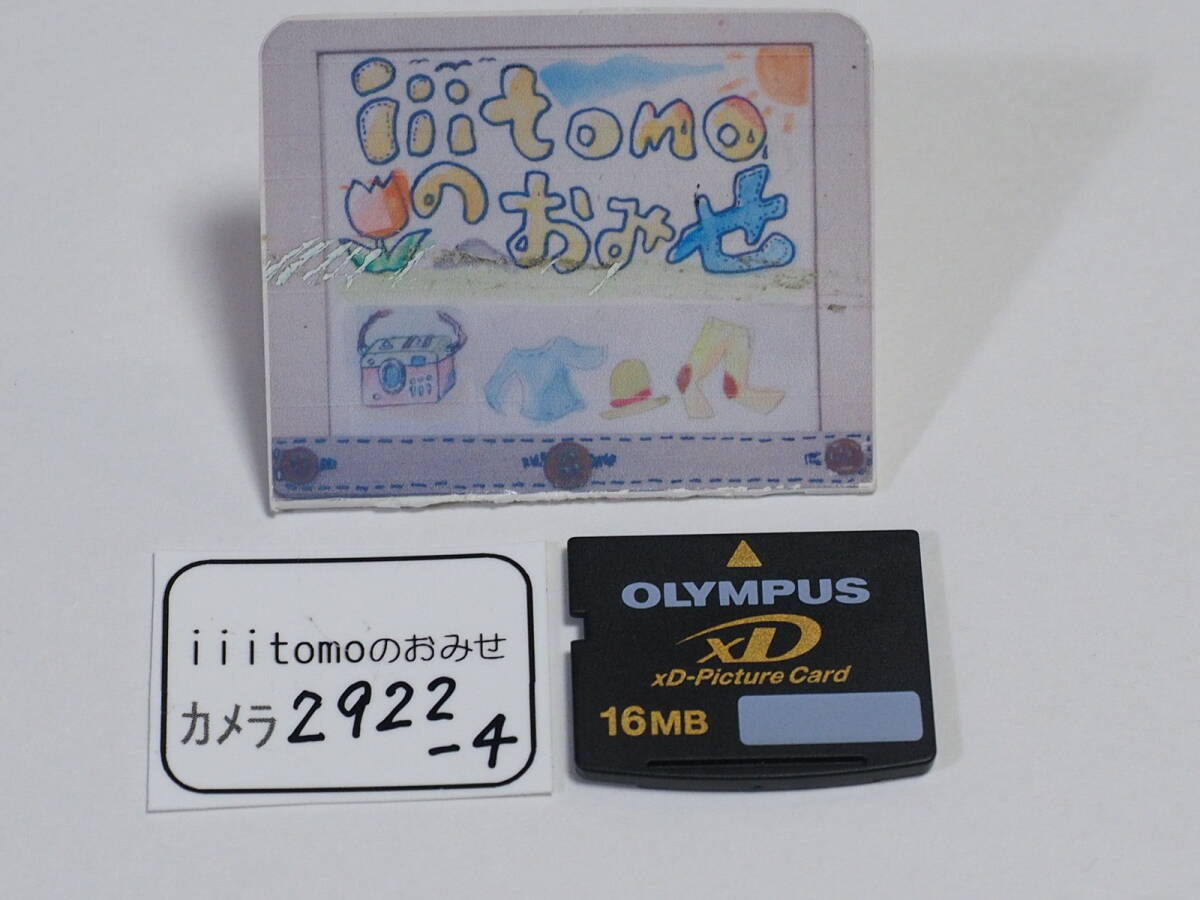 iiitomo
のおみせ
iiitomoのおみせ
カメラ2922
-4
OLYMPUS
xD
xD-Picture Card
16MB